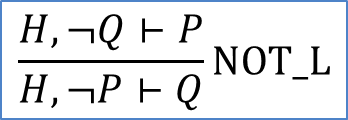 H, ¬Q ⊢ P
NOT_L
H, ¬P ⊢ Q